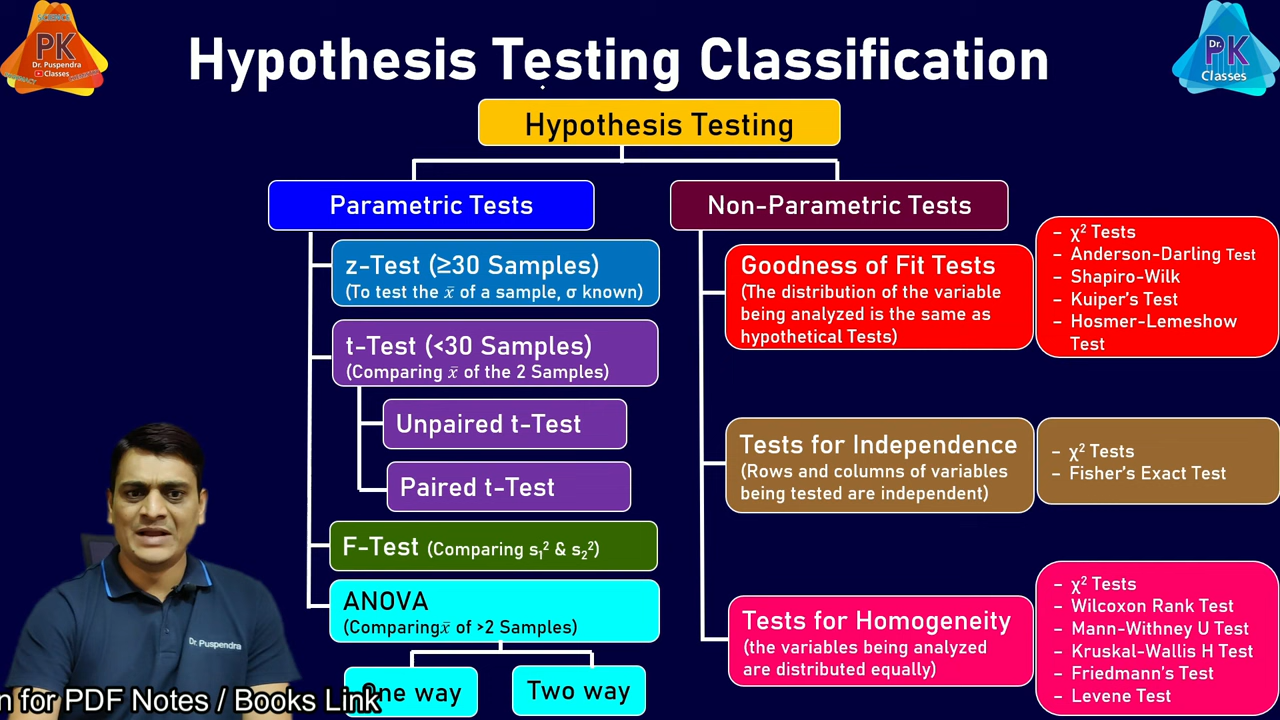 SCIENCE
PK
Dr. Puspendra
Classes
Hypothesis Testing Classification
Dr.
PK
Classes
Hypothesis Testing
Parametric Tests
z-Test (≥30 Samples)
(To test the x̄ of a sample, σ known)
t-Test (<30 Samples)
(Comparing x̄ of the 2 Samples)
Unpaired t-Test
Paired t-Test
F-Test (Comparing s₁² & s₂²)
ANOVA
(Comparingx̄ of >2 Samples)
One way
Two way
Non-Parametric Tests
Goodness of Fit Tests
(The distribution of the variable
being analyzed is the same as
hypothetical Tests)
– χ² Tests
– Anderson-Darling Test
– Shapiro-Wilk
– Kuiper's Test
– Hosmer-Lemeshow
Test
Tests for Independence
(Rows and columns of variables
being tested are independent)
– χ² Tests
– Fisher's Exact Test
Tests for Homogeneity
(the variables being analyzed
are distributed equally)
– χ² Tests
– Wilcoxon Rank Test
– Mann-Withney U Test
– Kruskal-Wallis H Test
– Friedmann's Test
– Levene Test
Dr. Puspendra
n for PDF Notes / Books Link